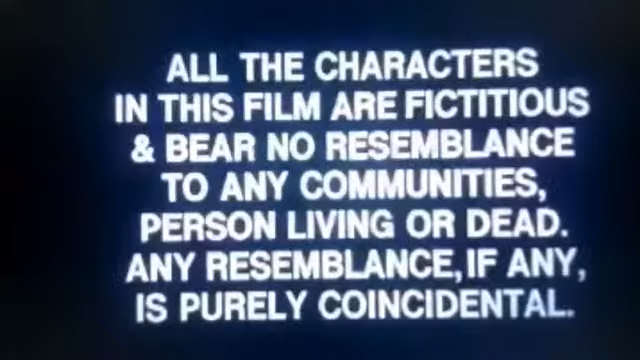 ALL THE CHARACTERS
IN THIS FILM ARE FICTITIOUS
& BEAR NO RESEMBLANCE
TO ANY COMMUNITIES,
PERSON LIVING OR DEAD.
ANY RESEMBLANCE, IF ANY,
IS PURELY COINCIDENTAL.